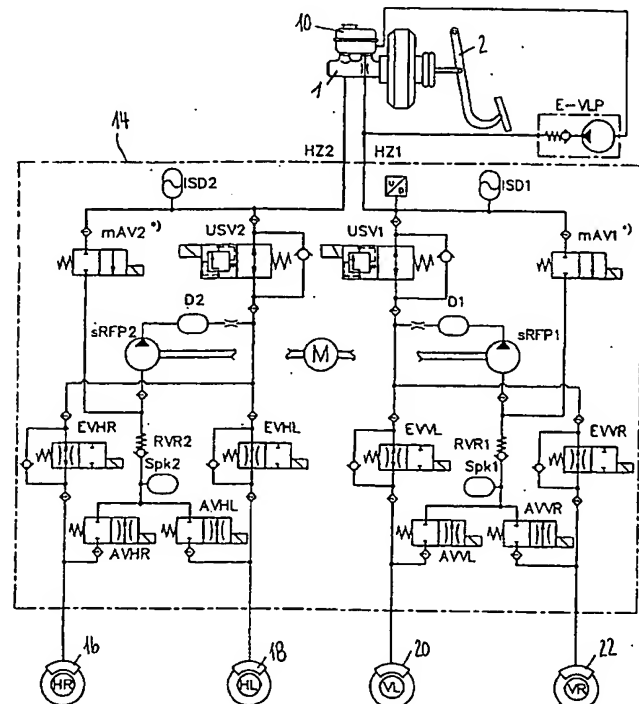 10
2
1
E-VLP
14
HZ2 HZ1
ISD2
ISD1
mAV2 *)
USV2
USV1
mAV1 *)
D2
D1
sRFP2
M
sRFP1
EVHR
RVR2
EVHL
EVVL
RVR1
EVVR
Spk2
Spk1
AVHL
AVVR
AVHR
AVVL
16
18
20
22
HR
HL
VL
VR